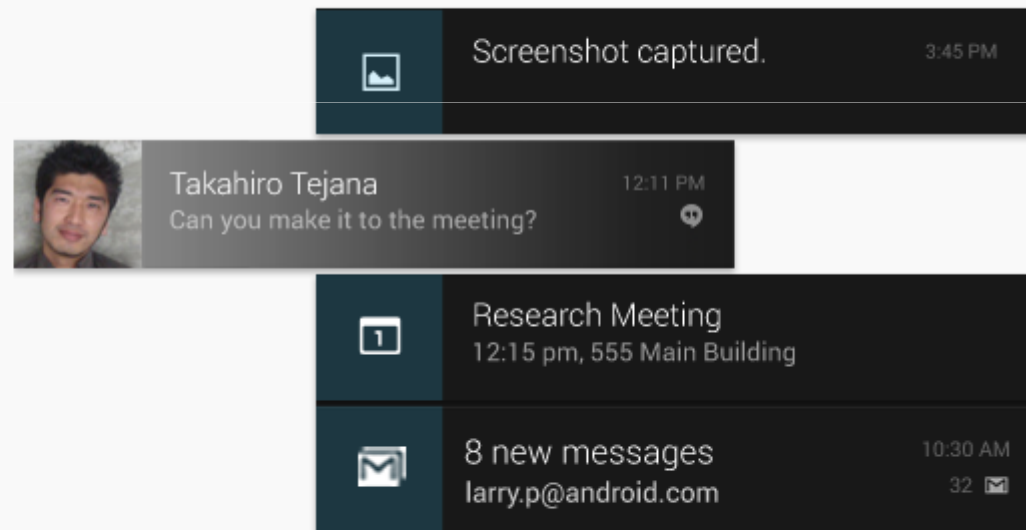 Screenshot captured.
3:45 PM
Takahiro Tejana
12:11 PM
Can you make it to the meeting?
1
Research Meeting
12:15 pm, 555 Main Building
8 new messages
10:30 AM
larry.p@android.com
32